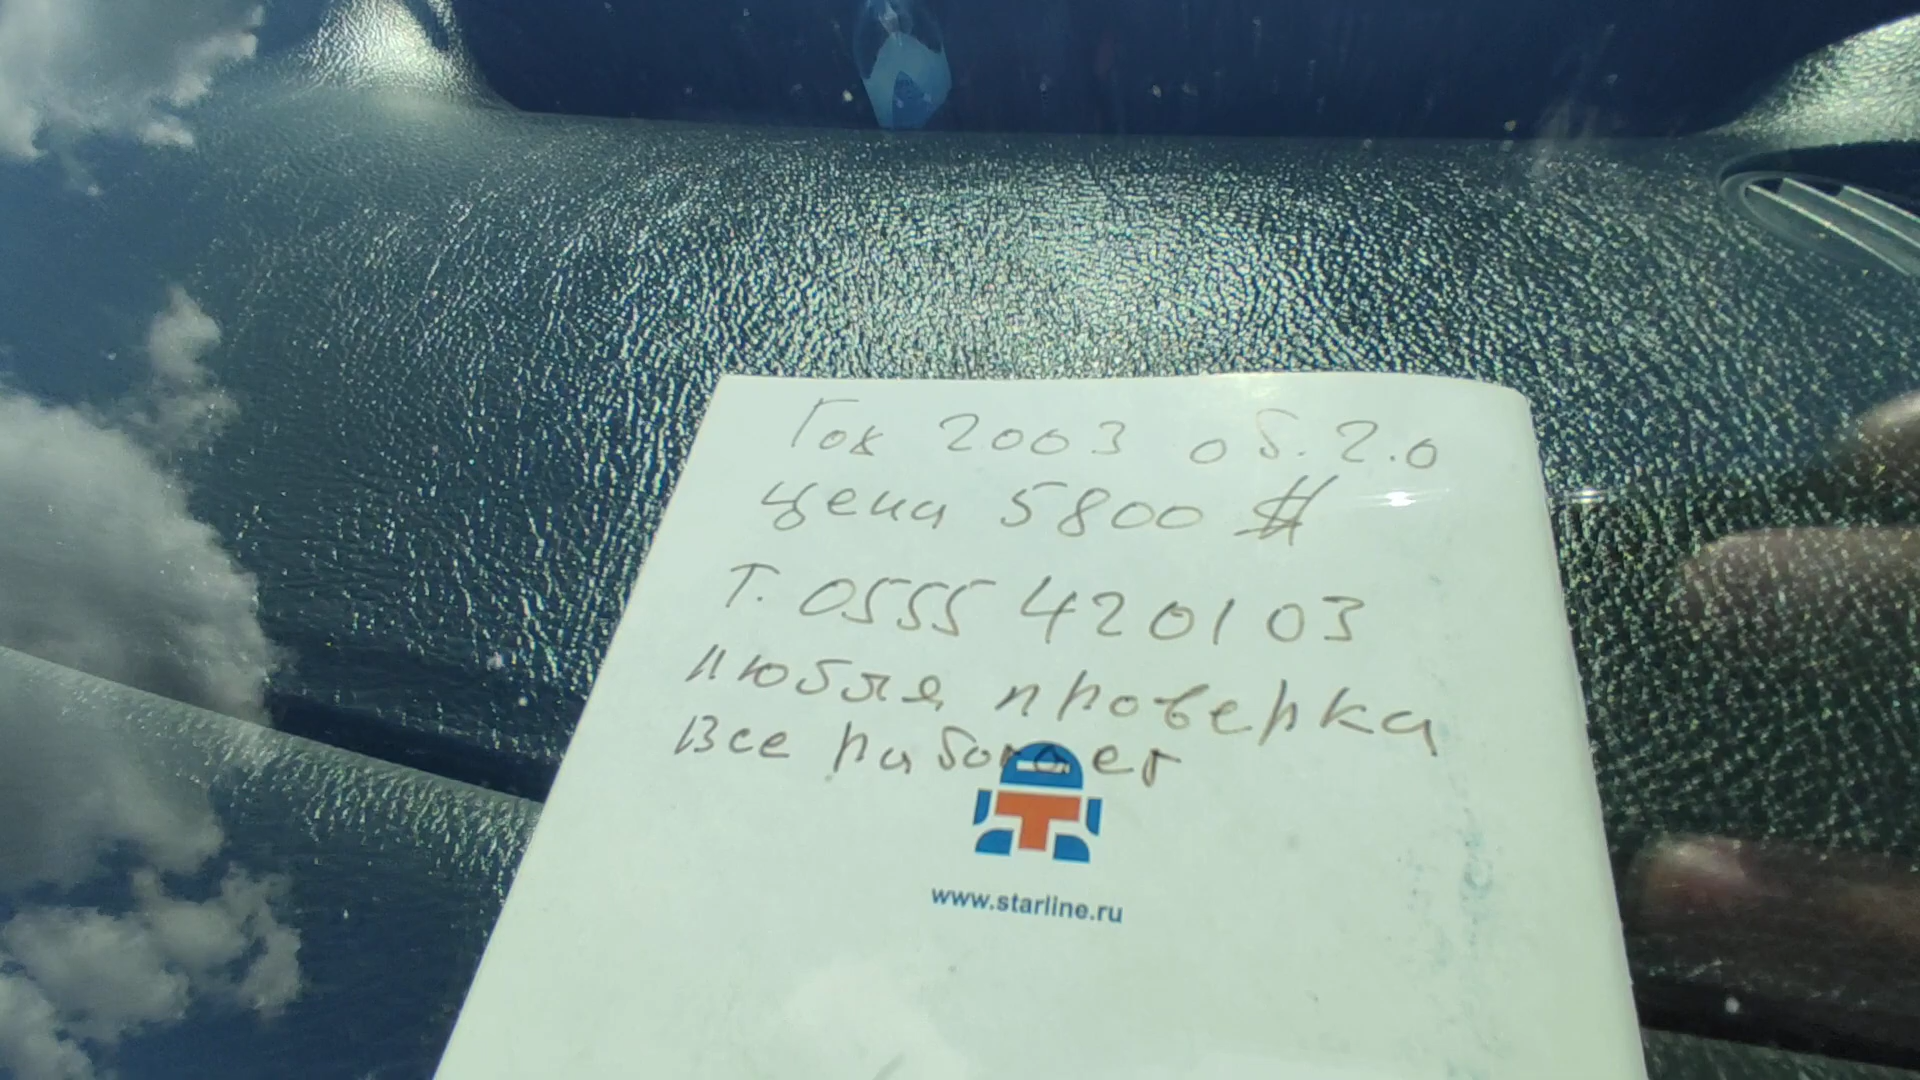 Год 2003 об. 2.0
цена 5800 $
Т. 0555 420103
любая проверка
Все работает
www.starline.ru